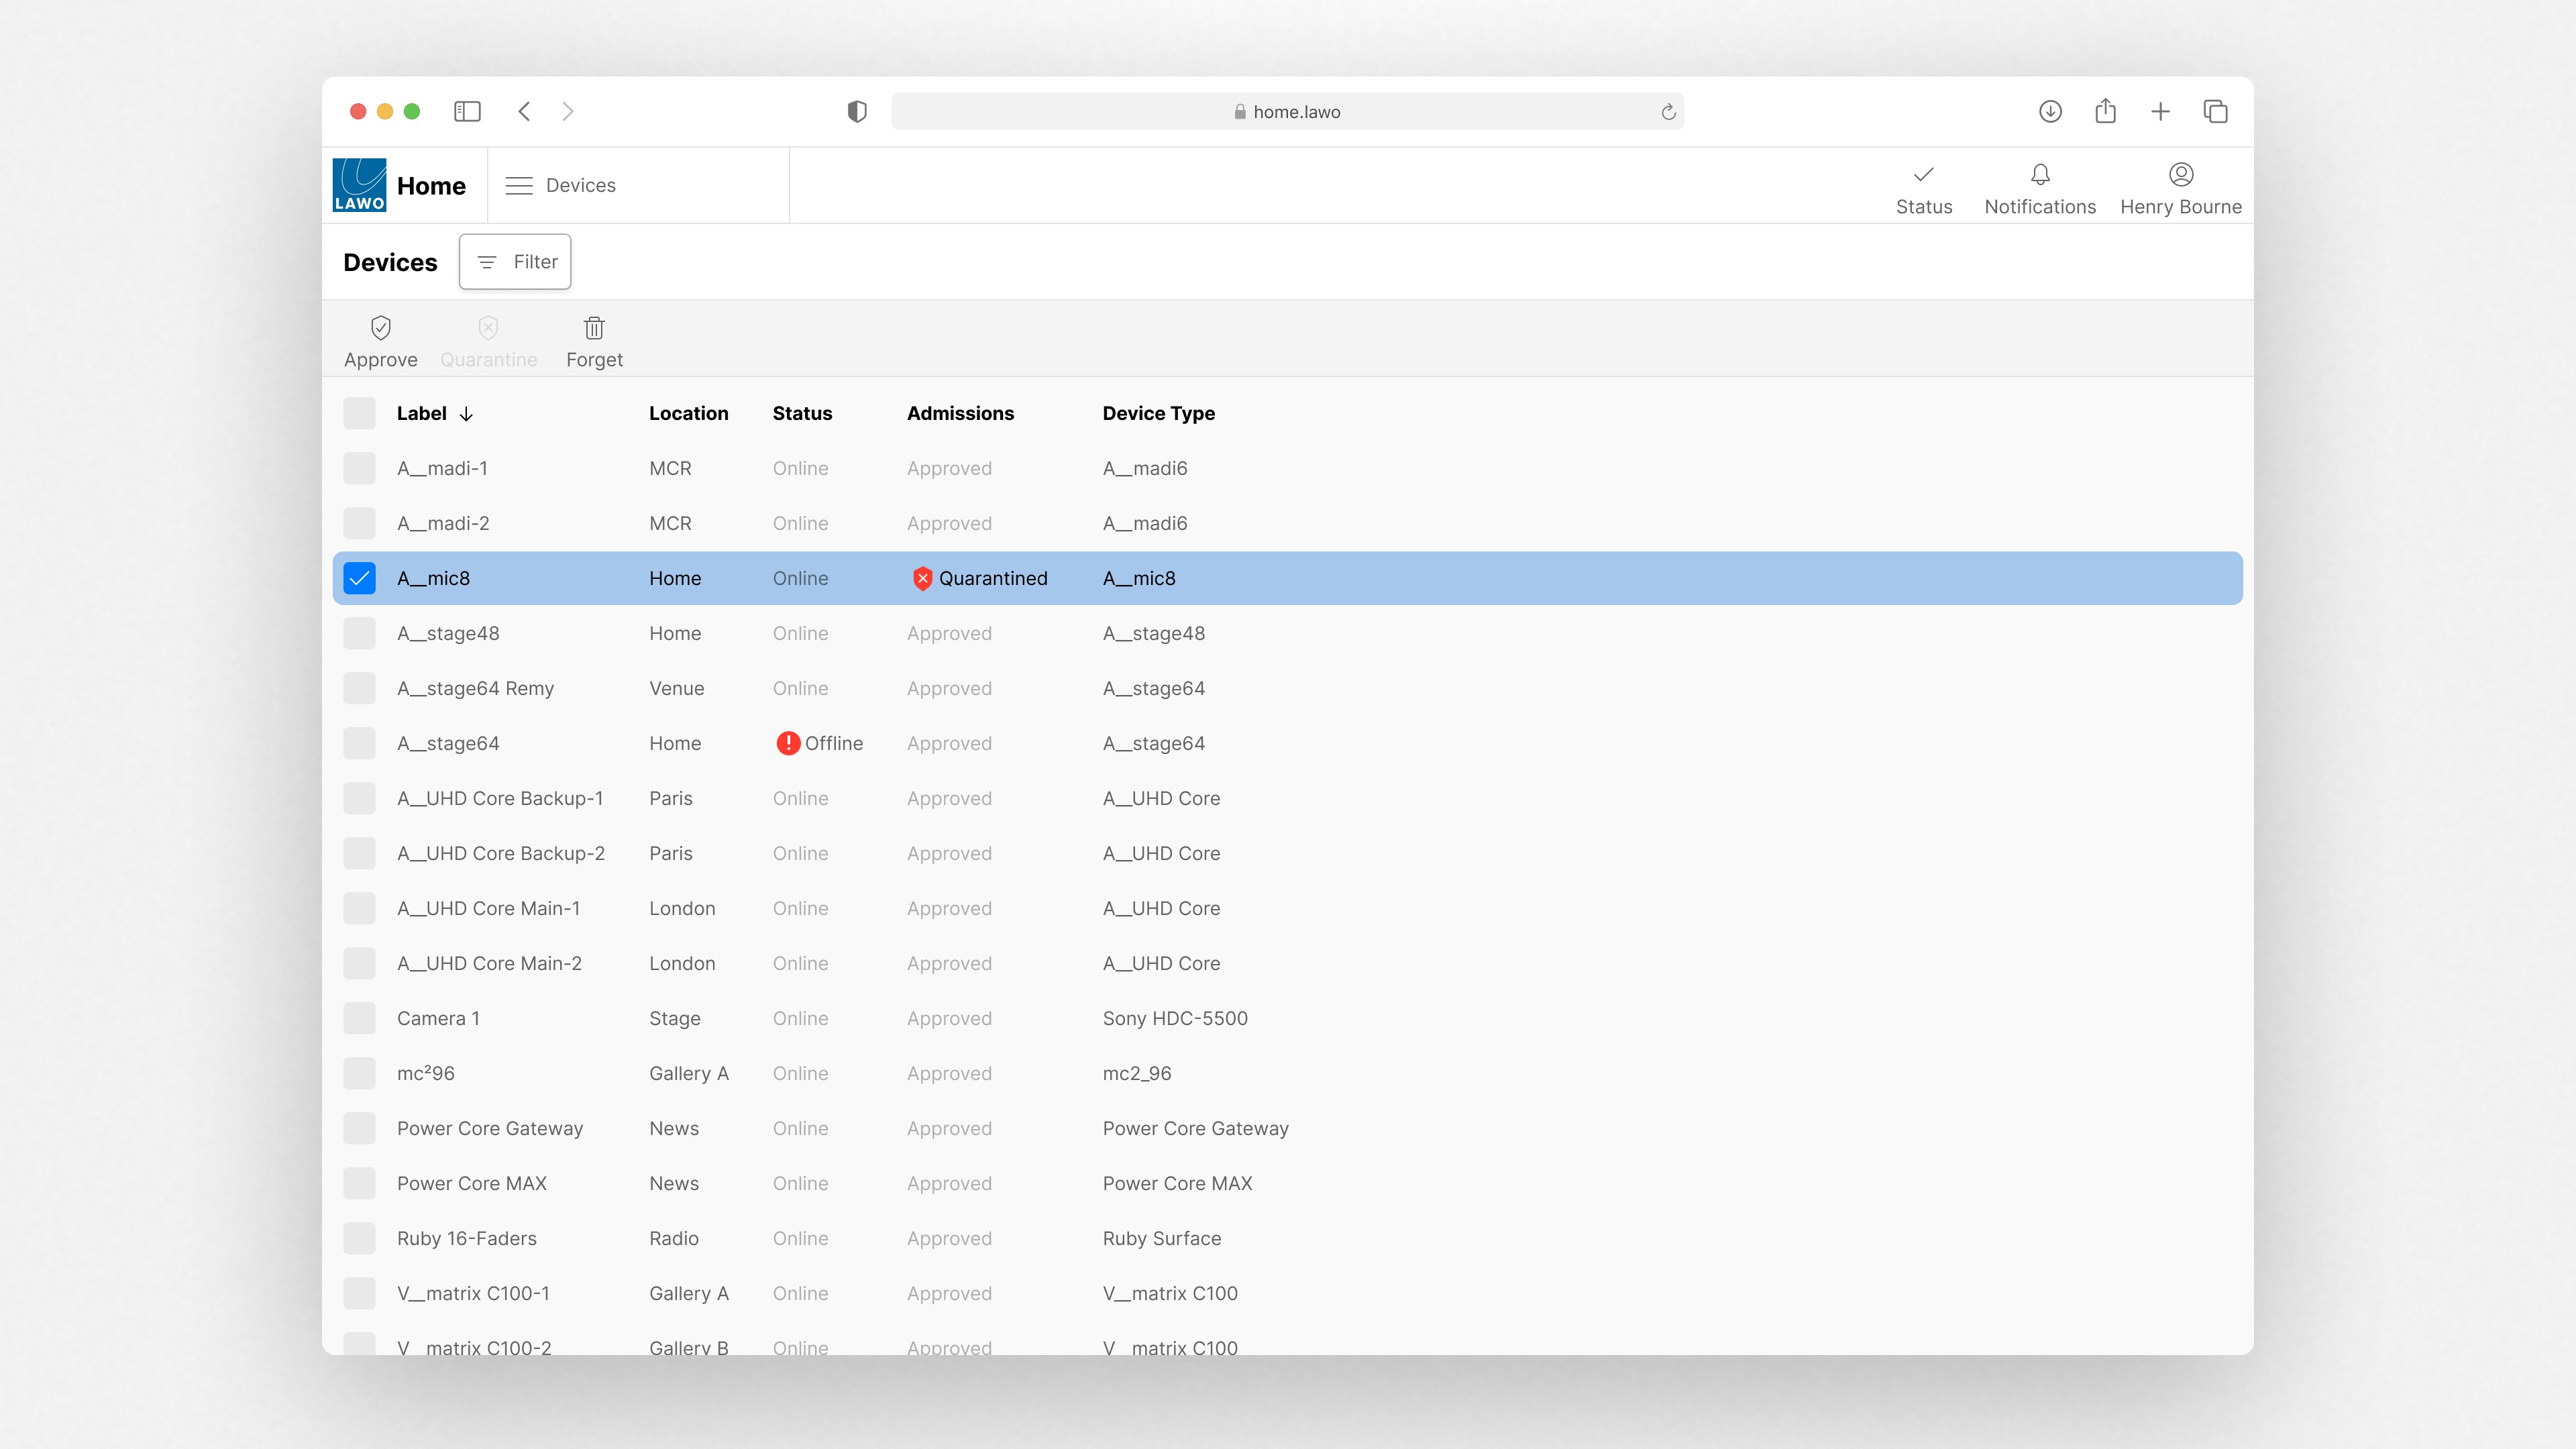 home.lawo
LAWO Home Devices Status Notifications Henry Bourne
Devices Filter
Approve Quarantine Forget
Label Location Status Admissions Device Type
A__madi-1 MCR Online Approved A__madi6
A__madi-2 MCR Online Approved A__madi6
A__mic8 Home Online Quarantined A__mic8
A__stage48 Home Online Approved A__stage48
A__stage64 Remy Venue Online Approved A__stage64
A__stage64 Home Offline Approved A__stage64
A__UHD Core Backup-1 Paris Online Approved A__UHD Core
A__UHD Core Backup-2 Paris Online Approved A__UHD Core
A__UHD Core Main-1 London Online Approved A__UHD Core
A__UHD Core Main-2 London Online Approved A__UHD Core
Camera 1 Stage Online Approved Sony HDC-5500
mc²96 Gallery A Online Approved mc2_96
Power Core Gateway News Online Approved Power Core Gateway
Power Core MAX News Online Approved Power Core MAX
Ruby 16-Faders Radio Online Approved Ruby Surface
V__matrix C100-1 Gallery A Online Approved V__matrix C100
V__matrix C100-2 Gallery B Online Approved V__matrix C100